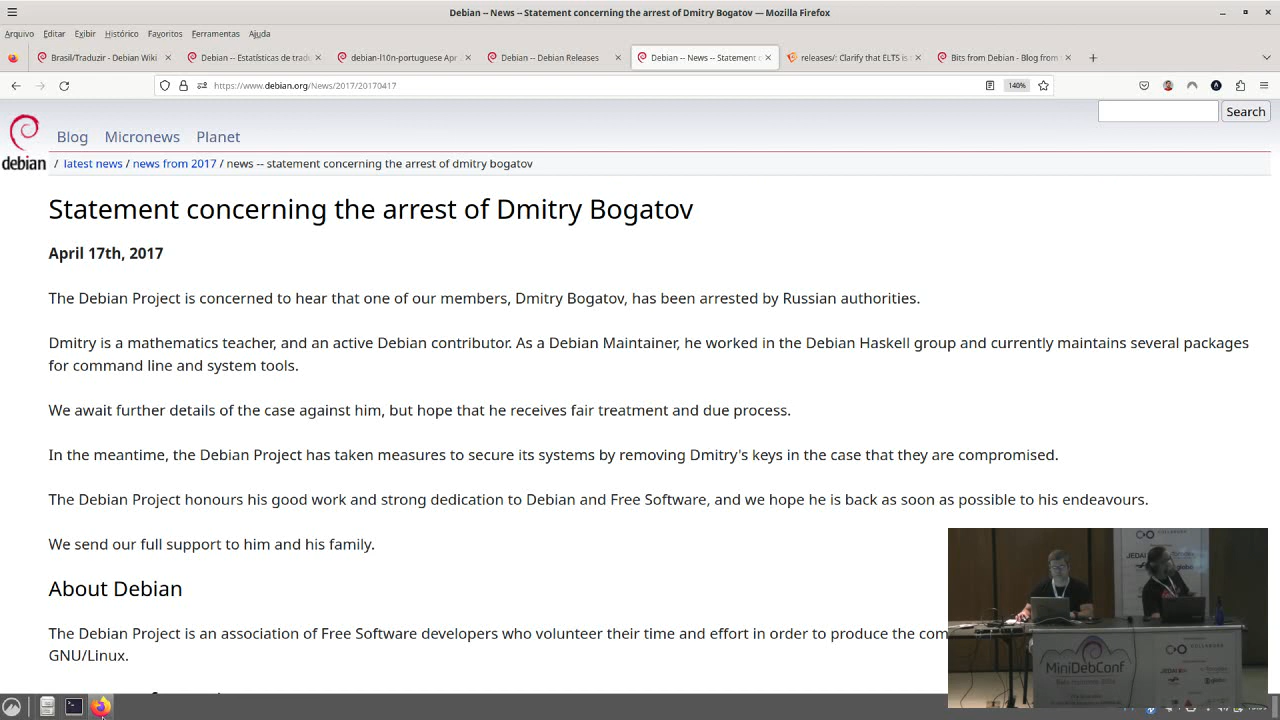 Debian -- News -- Statement concerning the arrest of Dmitry Bogatov — Mozilla Firefox
Arquivo Editar Exibir Histórico Favoritos Ferramentas Ajuda
Brasil/Traduzir - Debian Wiki
Debian -- Estatísticas de trad
debian-l10n-portuguese Apr
Debian -- Debian Releases
Debian -- News -- Statement c
releases/: Clarify that ELTS is
Bits from Debian - Blog from
https://www.debian.org/News/2017/20170417
140%
Search
debian
Blog Micronews Planet
/ latest news / news from 2017 / news -- statement concerning the arrest of dmitry bogatov
Statement concerning the arrest of Dmitry Bogatov
April 17th, 2017
The Debian Project is concerned to hear that one of our members, Dmitry Bogatov, has been arrested by Russian authorities.
Dmitry is a mathematics teacher, and an active Debian contributor. As a Debian Maintainer, he worked in the Debian Haskell group and currently maintains several packages
for command line and system tools.
We await further details of the case against him, but hope that he receives fair treatment and due process.
In the meantime, the Debian Project has taken measures to secure its systems by removing Dmitry's keys in the case that they are compromised.
The Debian Project honours his good work and strong dedication to Debian and Free Software, and we hope he is back as soon as possible to his endeavours.
We send our full support to him and his family.
About Debian
The Debian Project is an association of Free Software developers who volunteer their time and effort in order to produce the com
GNU/Linux.
COLLABORA
JEDAI
globo
MiniDebConf
Belo Horizonte 2024
COLLABORA
JEDAI
globo